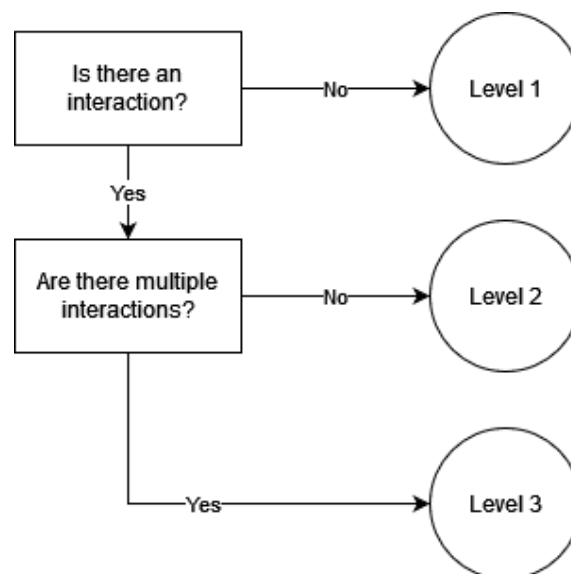 Is there an
interaction?
No
Level 1
Yes
Are there multiple
interactions?
No
Level 2
Yes
Level 3